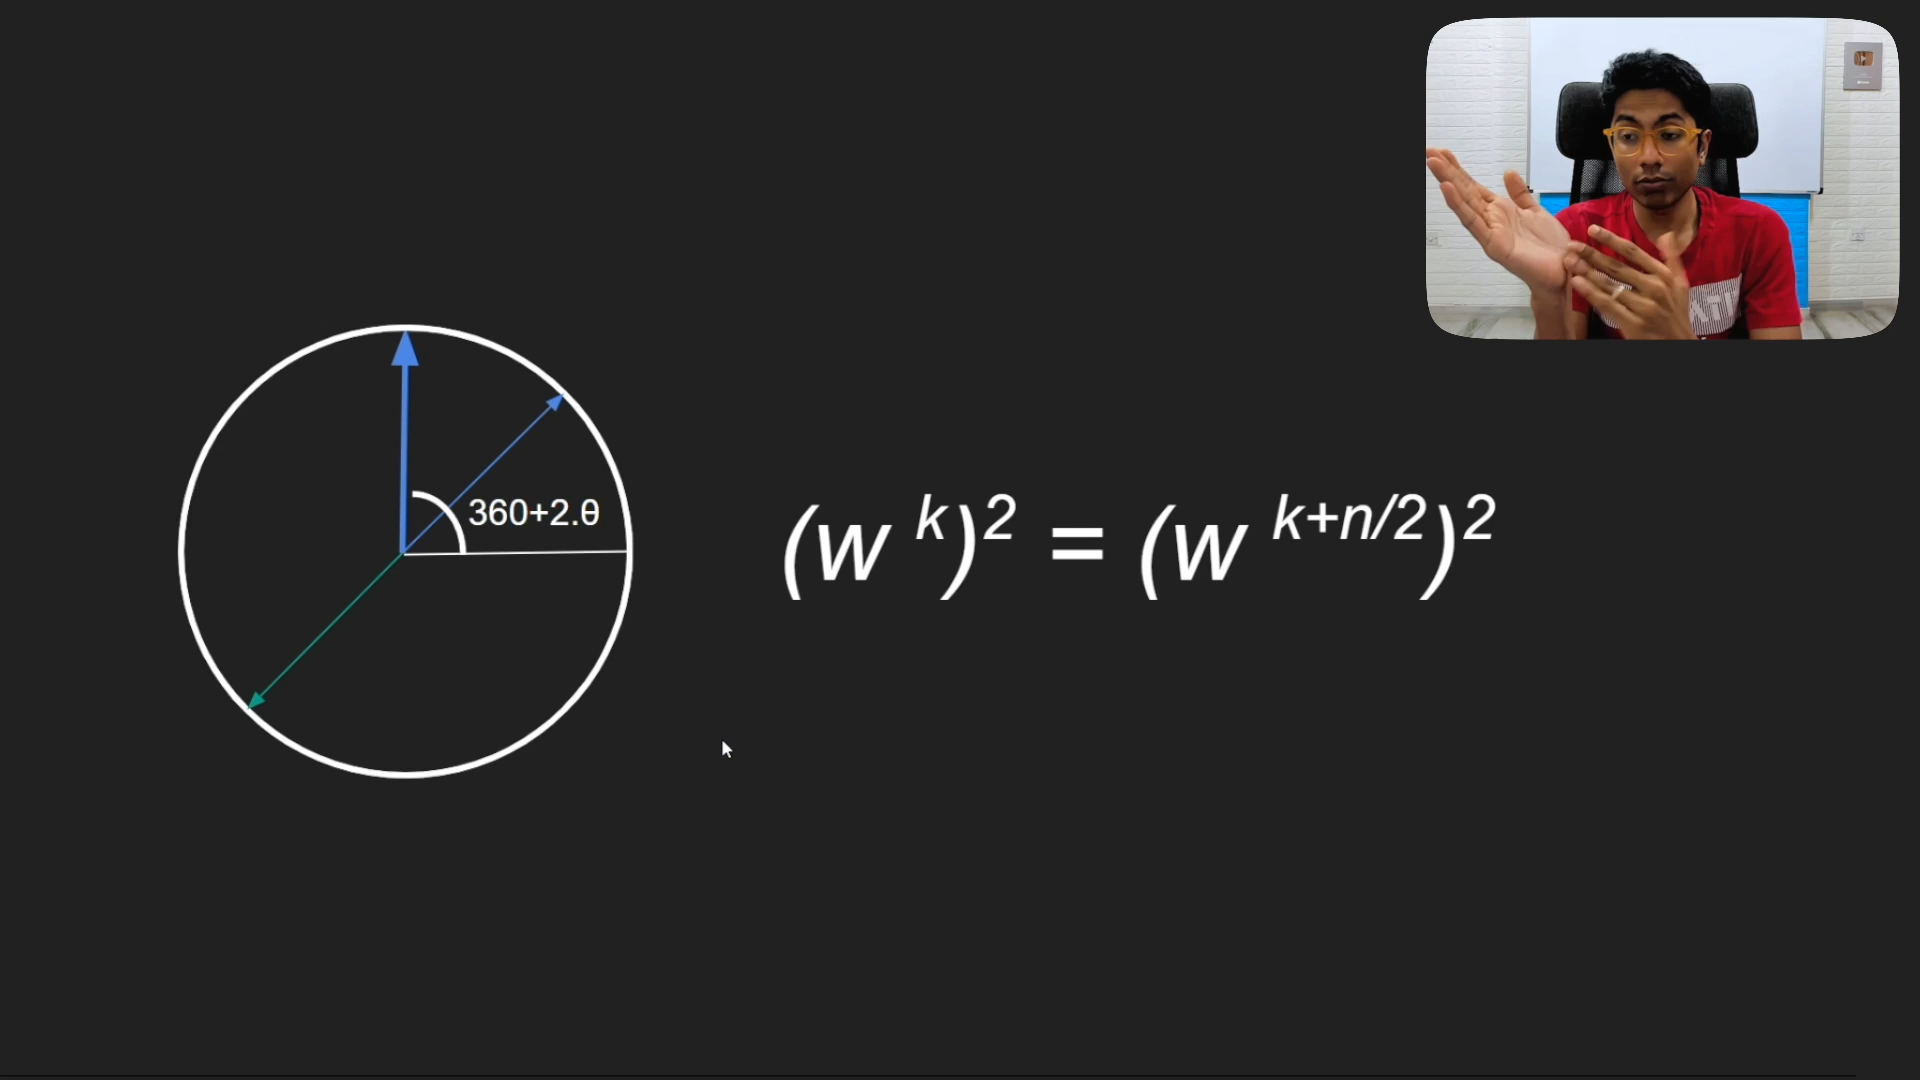 360+2.θ
(w ᵏ)² = (w ᵏ⁺ⁿ/²)²